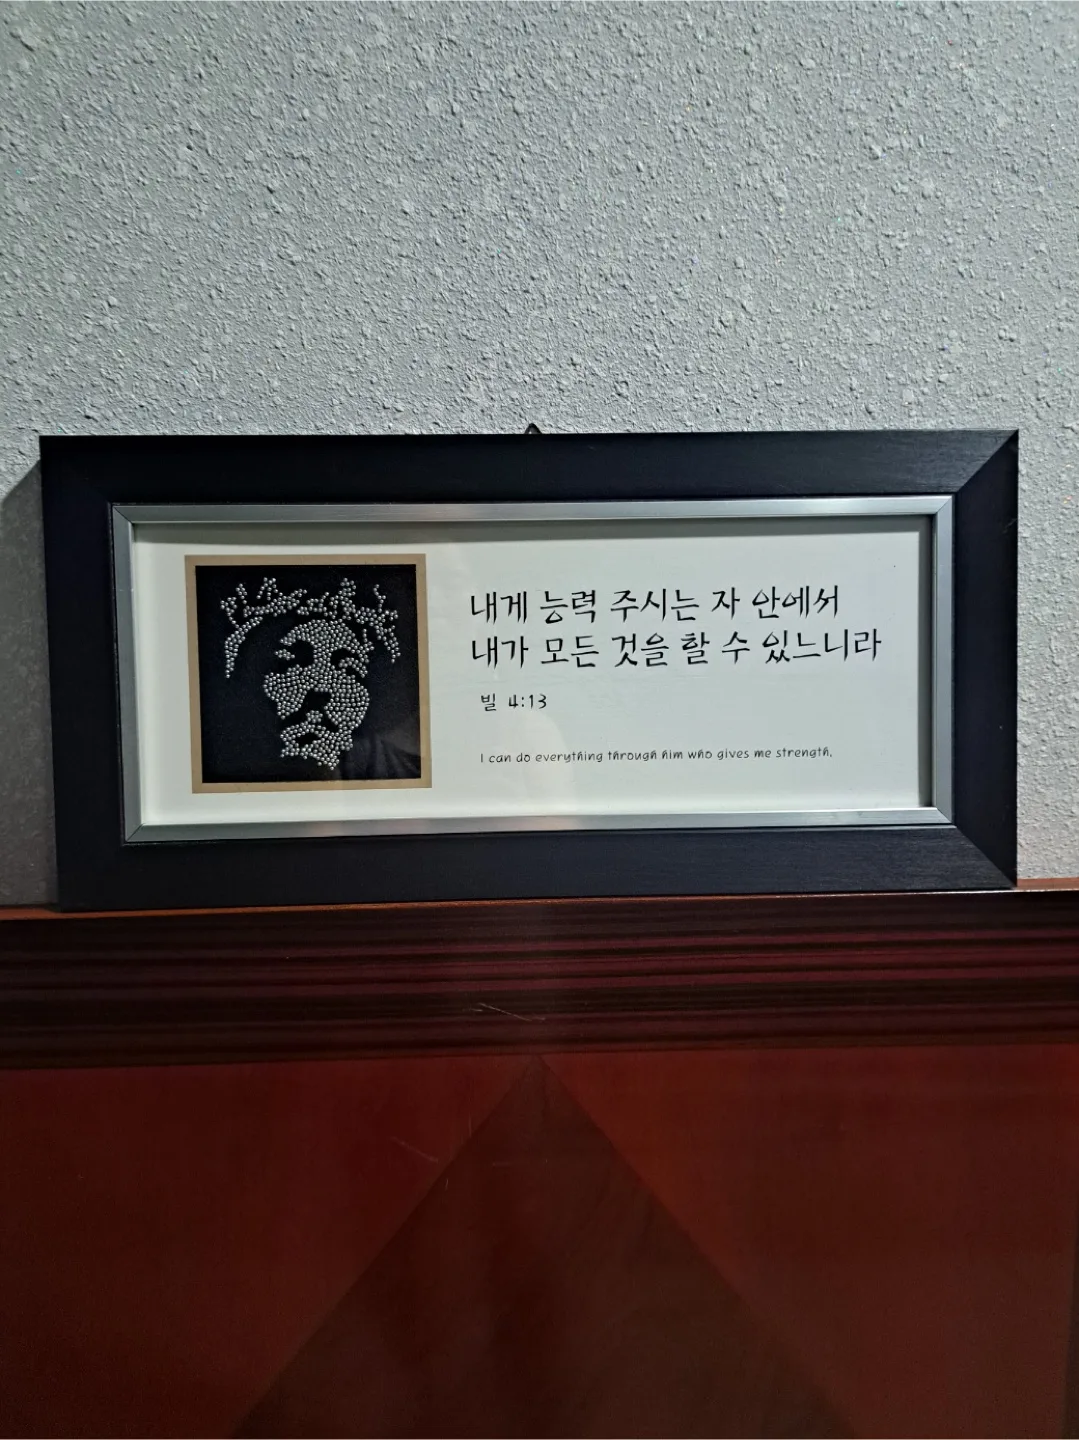 내게 능력 주시는 자 안에서
내가 모든 것을 할 수 있느니라
빌 4:13
I can do everything through him who gives me strength.